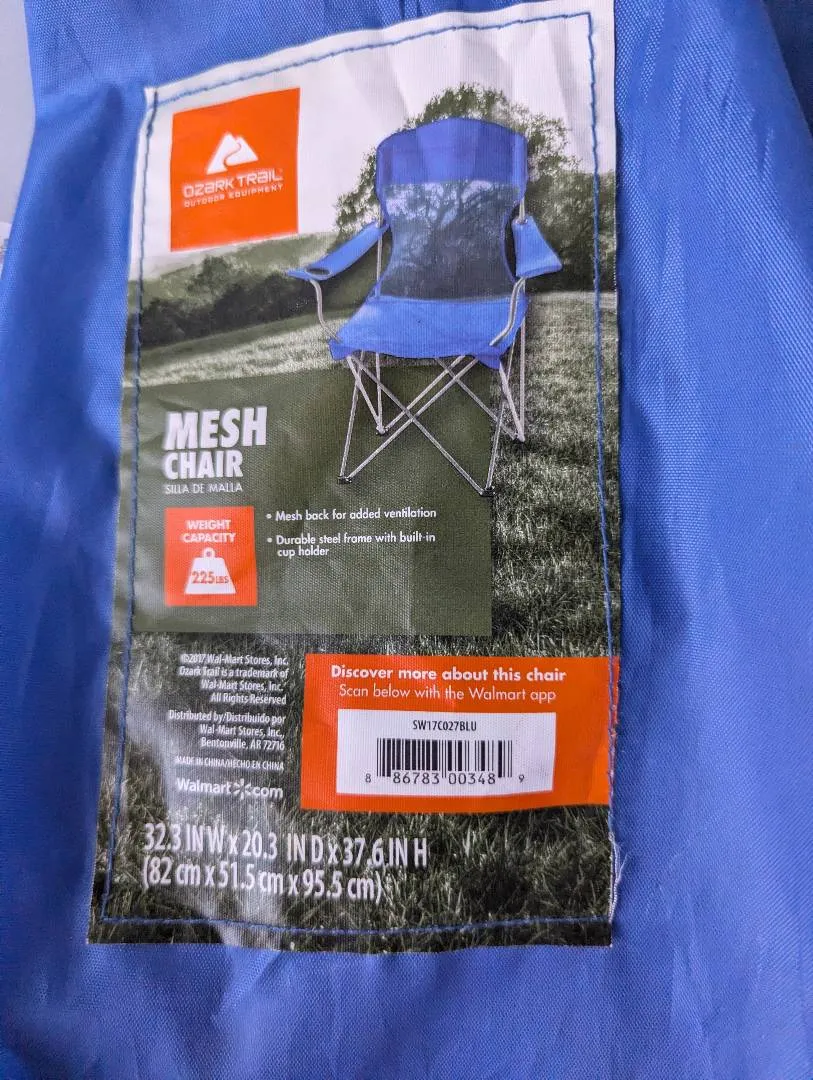 OZARK TRAIL
OUTDOOR EQUIPMENT
MESH
CHAIR
SILLA DE MALLA
WEIGHT
CAPACITY
225LBS
• Mesh back for added ventilation
• Durable steel frame with built-in
cup holder
©2017 Wal-Mart Stores, Inc.
Ozark Trail is a trademark of
Wal-Mart Stores, Inc.
All Rights Reserved
Distributed by/Distribuido por
Wal-Mart Stores, Inc.,
Bentonville, AR 72716
MADE IN CHINA/HECHO EN CHINA
Walmart.com
Discover more about this chair
Scan below with the Walmart app
SW17C027BLU
8 86783 00348 9
32.3 IN W x 20.3 IN D x 37.6 IN H
(82 cm x 51.5 cm x 95.5 cm)